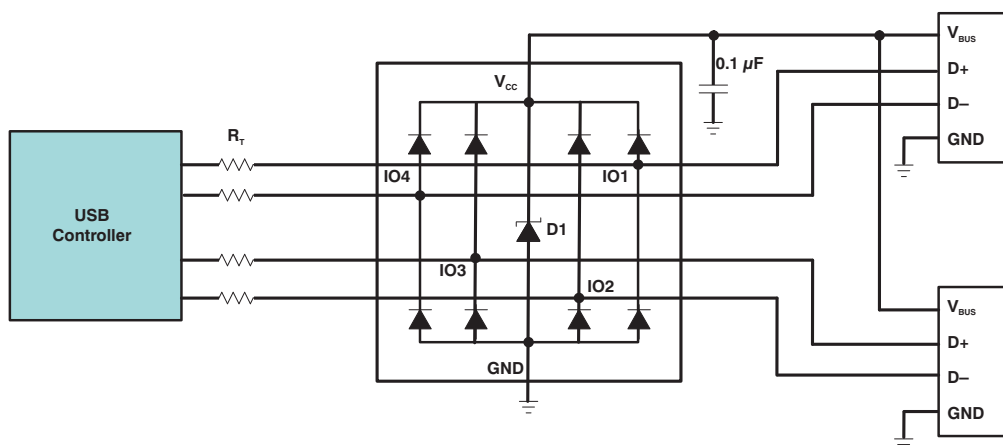 V_BUS
0.1 µF
D+
V_CC
D–
R_T
GND
IO4
IO1
USB
Controller
D1
IO3
IO2
V_BUS
D+
GND
D–
GND